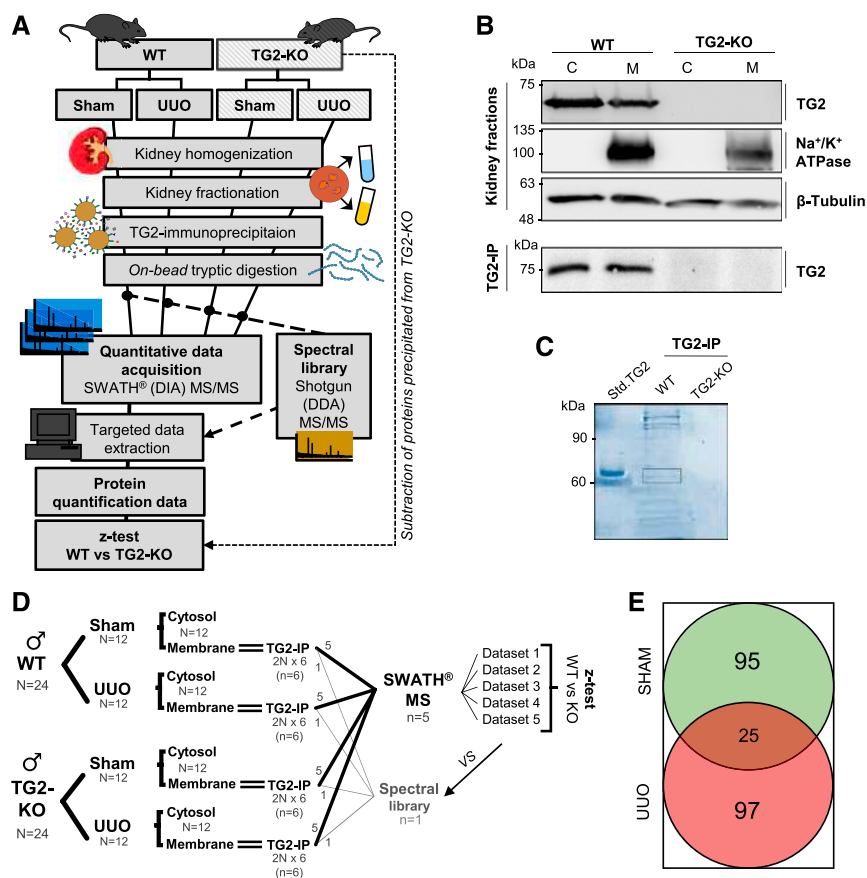 A
WT
TG2-KO
Sham
UUO
Sham
UUO
Kidney homogenization
Kidney fractionation
TG2-immunoprecipitaion
On-bead tryptic digestion
Quantitative data
acquisition
SWATH® (DIA) MS/MS
Spectral
library
Shotgun
(DDA)
MS/MS
Targeted data
extraction
Protein
quantification data
z-test
WT vs TG2-KO
Subtraction of proteins precipitated from TG2-KO
B
WT
TG2-KO
kDa
C
M
C
M
Kidney fractions
75
TG2
135
100
Na⁺/K⁺
ATPase
63
48
β-Tubulin
TG2-IP
kDa
75
TG2
C
TG2-IP
Std.TG2
WT
TG2-KO
kDa
90
60
D
♂
WT
N=24
Sham
N=12
Cytosol
N=12
Membrane
TG2-IP
2N x 6
(n=6)
5
1
UUO
N=12
Cytosol
N=12
Membrane
TG2-IP
2N x 6
(n=6)
5
1
♂
TG2-
KO
N=24
Sham
N=12
Cytosol
N=12
Membrane
TG2-IP
2N x 6
(n=6)
5
1
UUO
N=12
Cytosol
N=12
Membrane
TG2-IP
2N x 6
(n=6)
5
1
SWATH®
MS
n=5
Dataset 1
Dataset 2
Dataset 3
Dataset 4
Dataset 5
z-test
WT vs KO
VS
Spectral
library
n=1
E
SHAM
95
25
UUO
97